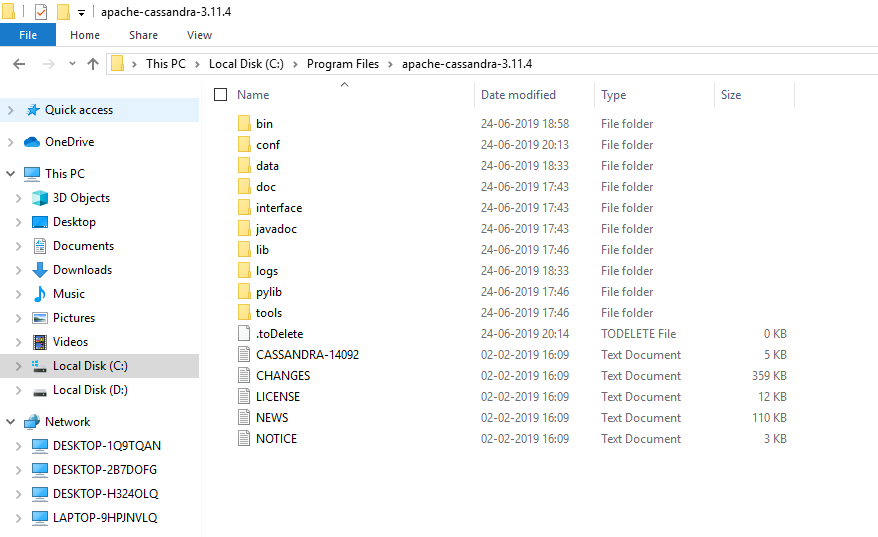 apache-cassandra-3.11.4
File Home Share View
This PC Local Disk (C:) Program Files apache-cassandra-3.11.4
Name Date modified Type Size
Quick access
OneDrive
This PC
3D Objects
Desktop
Documents
Downloads
Music
Pictures
Videos
Local Disk (C:)
Local Disk (D:)
Network
DESKTOP-1Q9TQAN
DESKTOP-2B7DOFG
DESKTOP-H324OLQ
LAPTOP-9HPJNVLQ
bin 24-06-2019 18:58 File folder
conf 24-06-2019 20:13 File folder
data 24-06-2019 18:33 File folder
doc 24-06-2019 17:43 File folder
interface 24-06-2019 17:43 File folder
javadoc 24-06-2019 17:43 File folder
lib 24-06-2019 17:46 File folder
logs 24-06-2019 18:33 File folder
pylib 24-06-2019 17:46 File folder
tools 24-06-2019 17:46 File folder
.toDelete 24-06-2019 20:14 TODELETE File 0 KB
CASSANDRA-14092 02-02-2019 16:09 Text Document 5 KB
CHANGES 02-02-2019 16:09 Text Document 359 KB
LICENSE 02-02-2019 16:09 Text Document 12 KB
NEWS 02-02-2019 16:09 Text Document 110 KB
NOTICE 02-02-2019 16:09 Text Document 3 KB